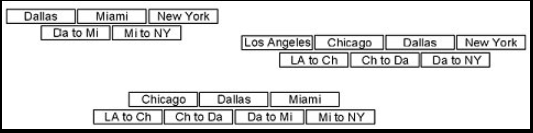 Dallas Miami New York
Da to Mi Mi to NY
Los Angeles Chicago Dallas New York
LA to Ch Ch to Da Da to NY
Chicago Dallas Miami
LA to Ch Ch to Da Da to Mi Mi to NY